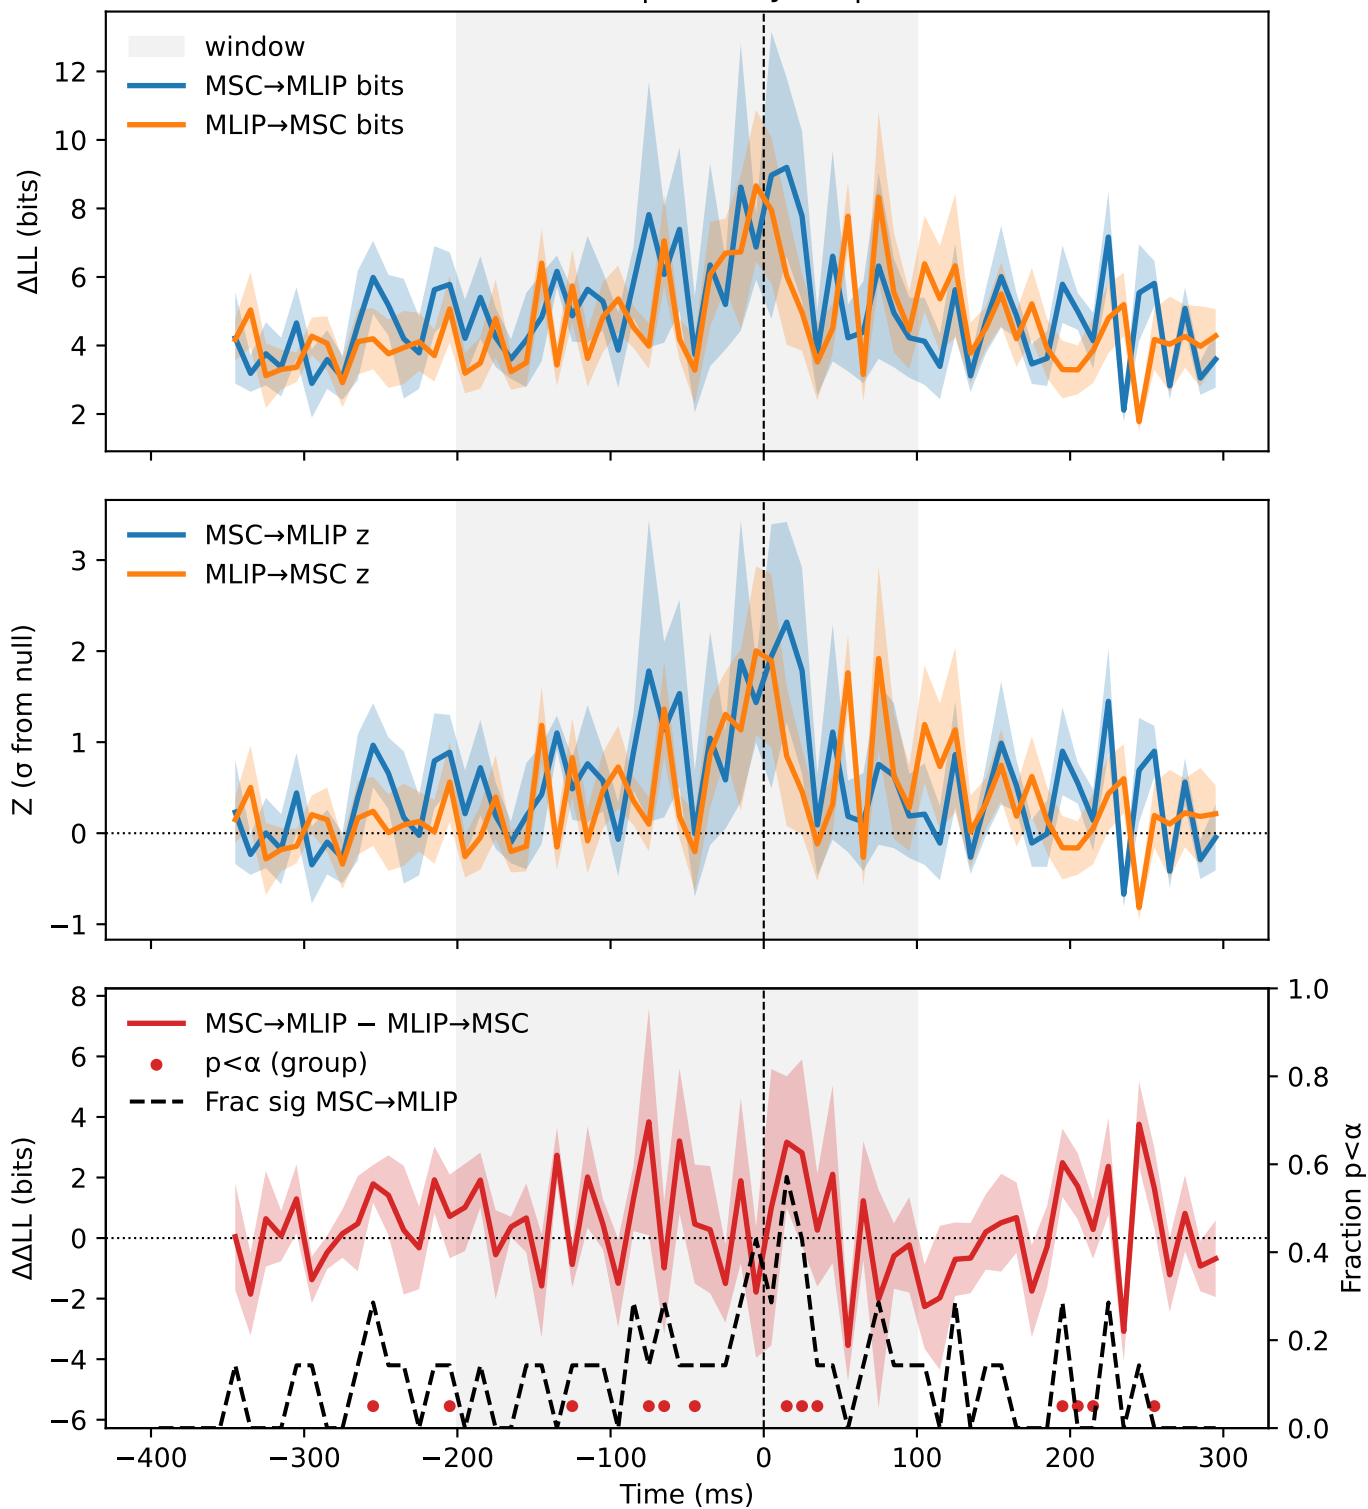 window
MSC→MLIP bits
MLIP→MSC bits
ΔLL (bits)
12
10
8
6
4
2
MSC→MLIP z
MLIP→MSC z
Z (σ from null)
3
2
1
0
−1
MSC→MLIP − MLIP→MSC
p<α (group)
Frac sig MSC→MLIP
ΔΔLL (bits)
8
6
4
2
0
−2
−4
−6
1.0
0.8
0.6
0.4
0.2
0.0
Fraction p<α
−400 −300 −200 −100 0 100 200 300
Time (ms)